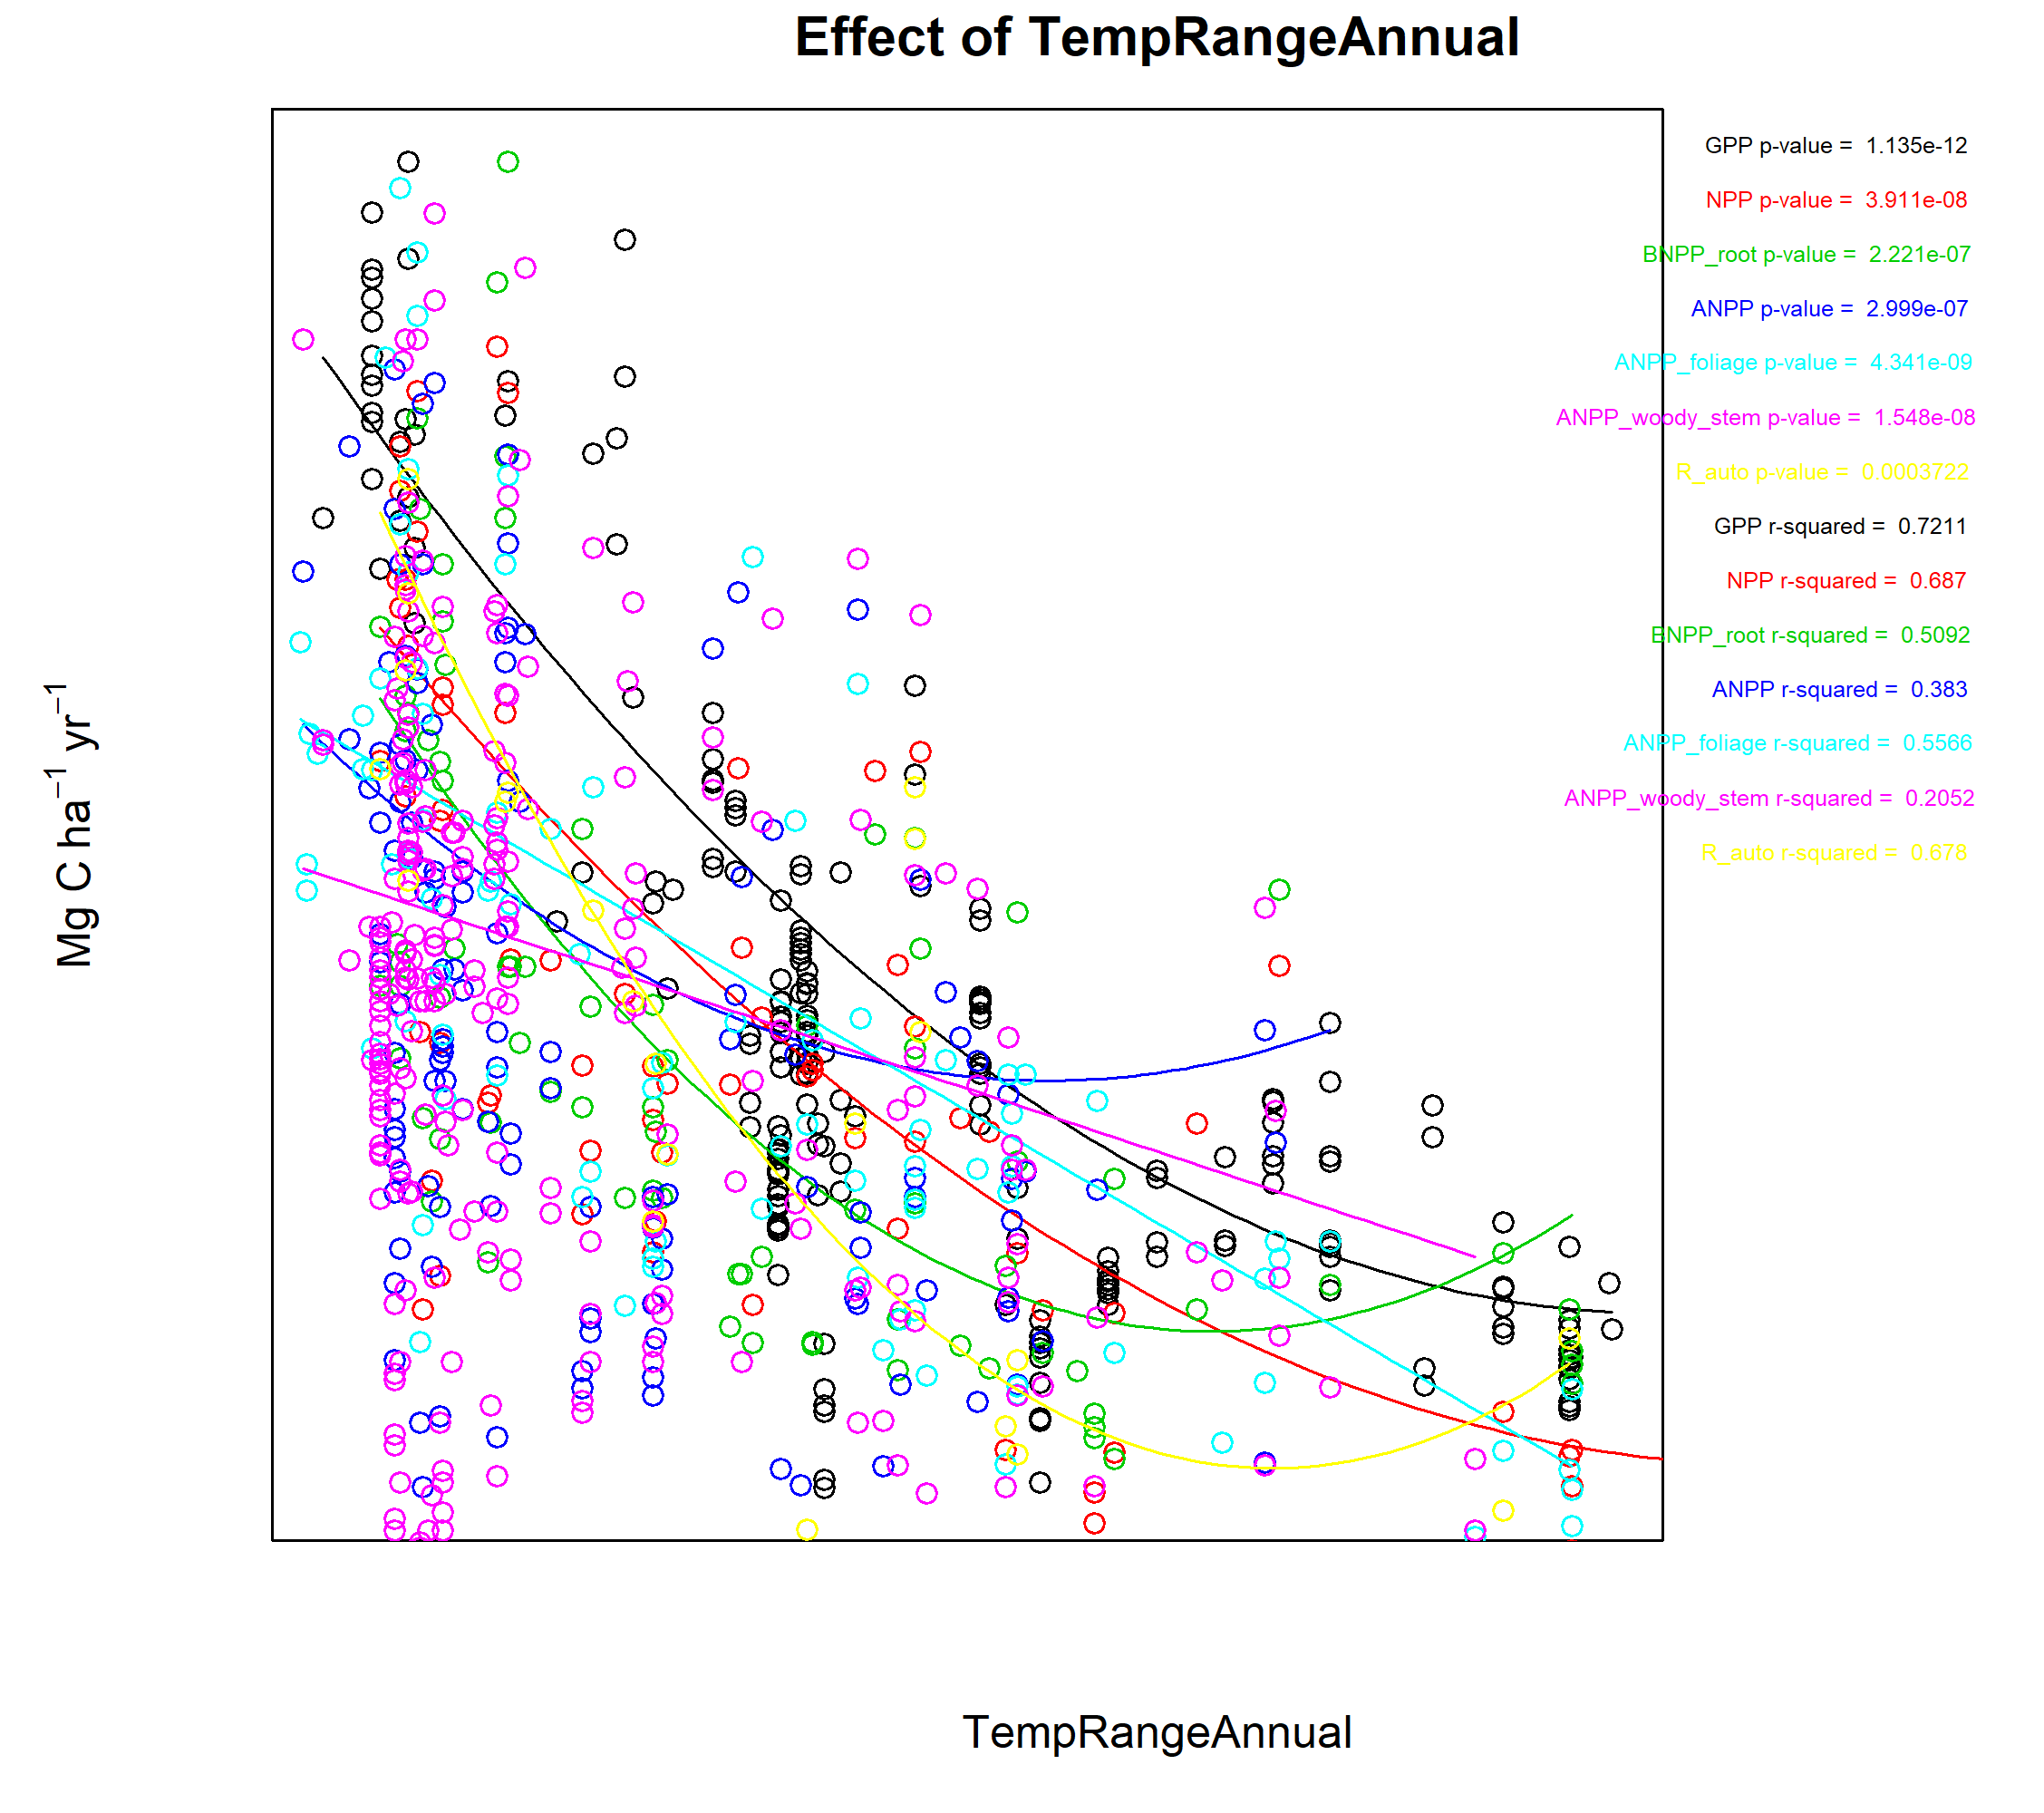 Effect of TempRangeAnnual
GPP p-value = 1.135e-12
NPP p-value = 3.911e-08
BNPP_root p-value = 2.221e-07
ANPP p-value = 2.999e-07
ANPP_foliage p-value = 4.341e-09
ANPP_woody_stem p-value = 1.548e-08
R_auto p-value = 0.0003722
GPP r-squared = 0.7211
NPP r-squared = 0.687
BNPP_root r-squared = 0.5092
ANPP r-squared = 0.383
ANPP_foliage r-squared = 0.5566
ANPP_woody_stem r-squared = 0.2052
R_auto r-squared = 0.678
Mg C ha⁻¹ yr⁻¹
TempRangeAnnual